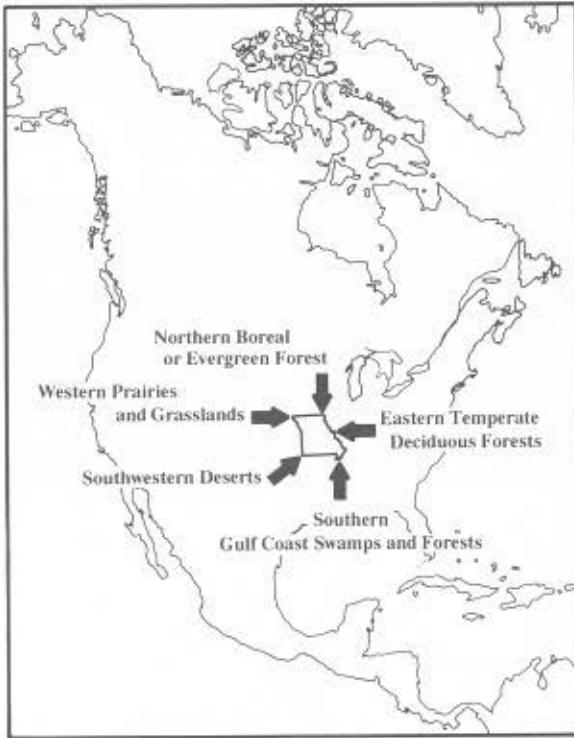 Northern Boreal
or Evergreen Forest
Western Prairies
and Grasslands
Eastern Temperate
Deciduous Forests
Southwestern Deserts
Southern
Gulf Coast Swamps and Forests